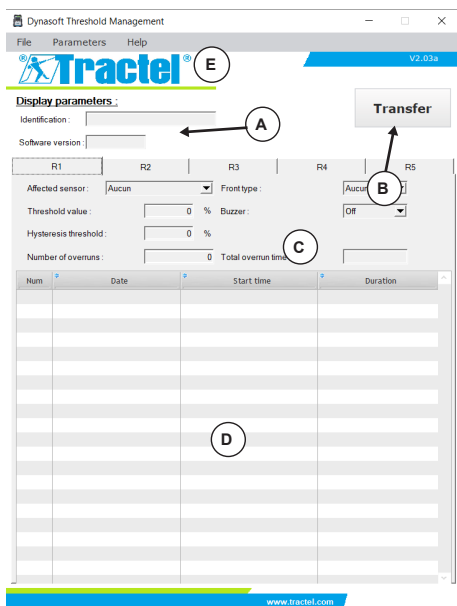 Dynasoft Threshold Management
File Parameters Help
® Tractel ® E
V2.03a
Display parameters :
Transfer
Identification :
A
Software version :
R1 R2 R3 R4 R5
Affected sensor : Aucun Front type : Aucun B
Threshold value : 0 % Buzzer : Off
Hysteresis threshold : 0 %
C
Number of overruns : 0 Total overrun time
Num Date Start time Duration
D
www.tractel.com